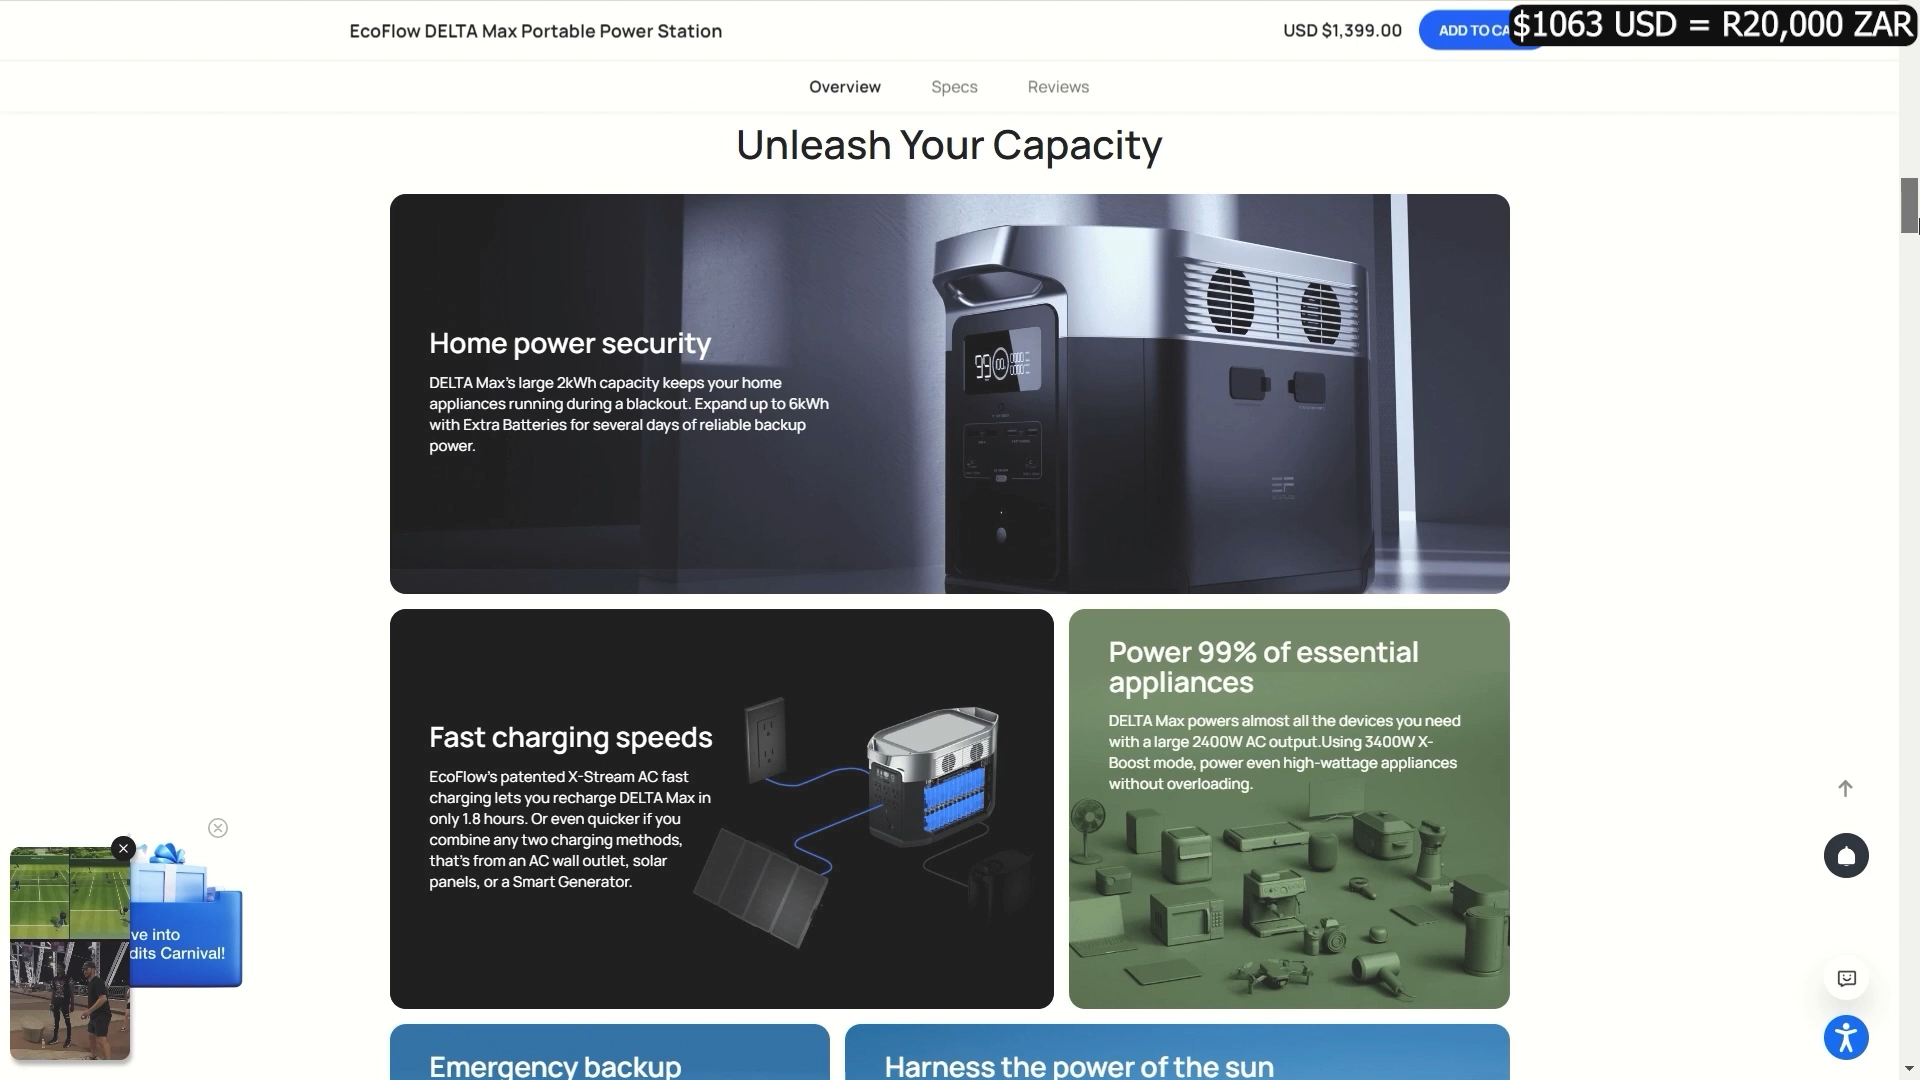 EcoFlow DELTA Max Portable Power Station
USD $1,399.00
ADD TO CA
$1063 USD = R20,000 ZAR
Overview
Specs
Reviews
Unleash Your Capacity
Home power security
DELTA Max's large 2kWh capacity keeps your home
appliances running during a blackout. Expand up to 6kWh
with Extra Batteries for several days of reliable backup
power.
99
Fast charging speeds
EcoFlow's patented X-Stream AC fast
charging lets you recharge DELTA Max in
only 1.8 hours. Or even quicker if you
combine any two charging methods,
that's from an AC wall outlet, solar
panels, or a Smart Generator.
Power 99% of essential
appliances
DELTA Max powers almost all the devices you need
with a large 2400W AC output.Using 3400W X-
Boost mode, power even high-wattage appliances
without overloading.
ve into
dits Carnival!
Emergency backup
Harness the power of the sun